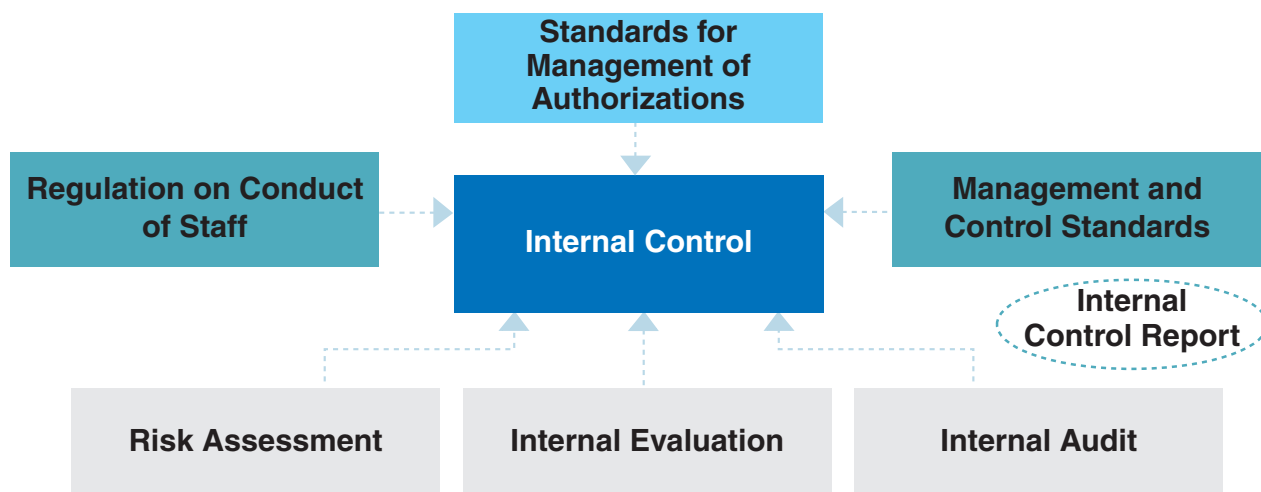 Standards for
Management of
Authorizations
Regulation on Conduct
of Staff
Internal Control
Management and
Control Standards
Internal
Control Report
Risk Assessment
Internal Evaluation
Internal Audit